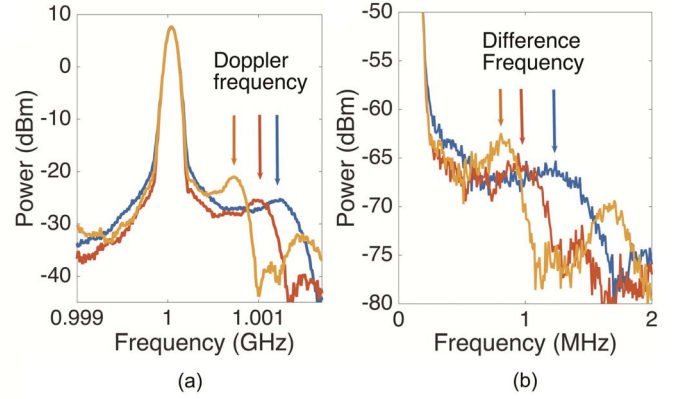 10
0
-10
-20
-30
-40
Power (dBm)
Doppler
frequency
0.999
1
1.001
Frequency (GHz)
(a)
-50
-55
-60
-65
-70
-75
-80
Power (dBm)
Difference
Frequency
0
1
2
Frequency (MHz)
(b)